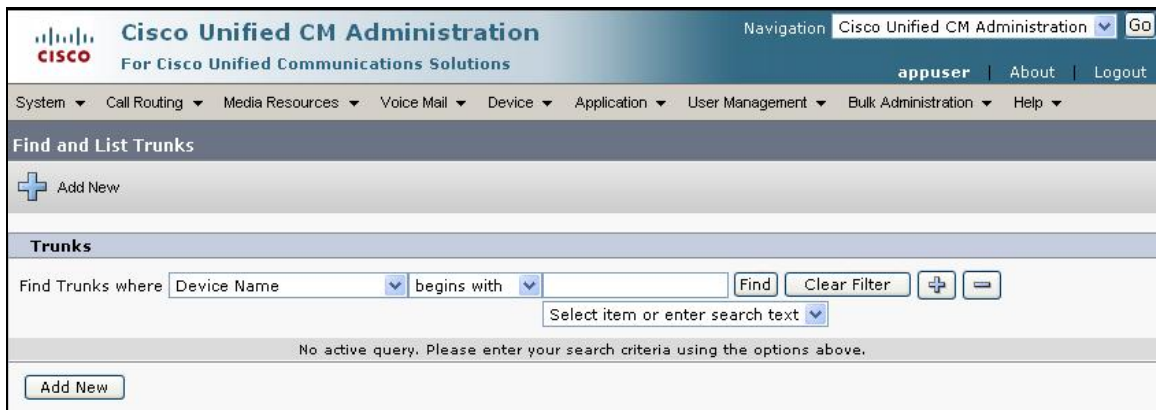 Cisco Unified CM Administration
Navigation Cisco Unified CM Administration Go
CISCO
For Cisco Unified Communications Solutions
appuser | About | Logout
System Call Routing Media Resources Voice Mail Device Application User Management Bulk Administration Help
Find and List Trunks
Add New
Trunks
Find Trunks where Device Name begins with Find Clear Filter
Select item or enter search text
No active query. Please enter your search criteria using the options above.
Add New